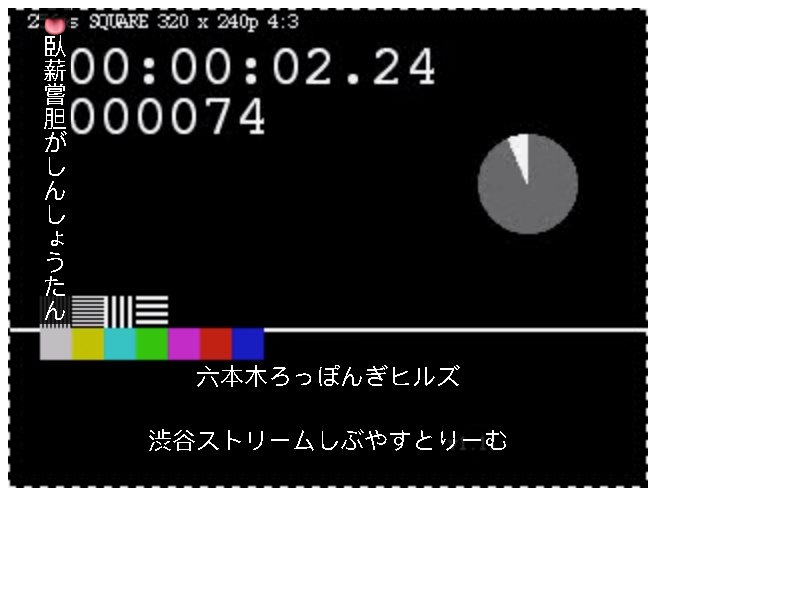 s SQUARE 320 x 240p 4:3
00:00:02.24
000074
臥薪嘗胆がしんしょうたん
六本木ろっぽんぎヒルズ
渋谷ストリームしぶやすとりーむ